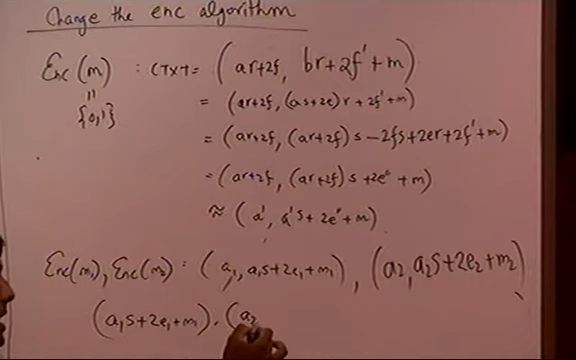 Change the enc algorithm
Enc(m) : CTXT = (ar+2f, br+2f'+m)
"
{0,1}
= (ar+2f, (as+2e)r+2f'+m)
= (ar+2f, (ar+2f)s-2fs+2er+2f'+m)
= (ar+2f, (ar+2f)s+2e"+m)
≈ (a', a's+2e"+m)
Enc(m₁), Enc(m₂) : (a₁, a₁s+2e₁+m₁), (a₂, a₂s+2e₂+m₂)
(a₁s+2e₁+m₁)·(a₂